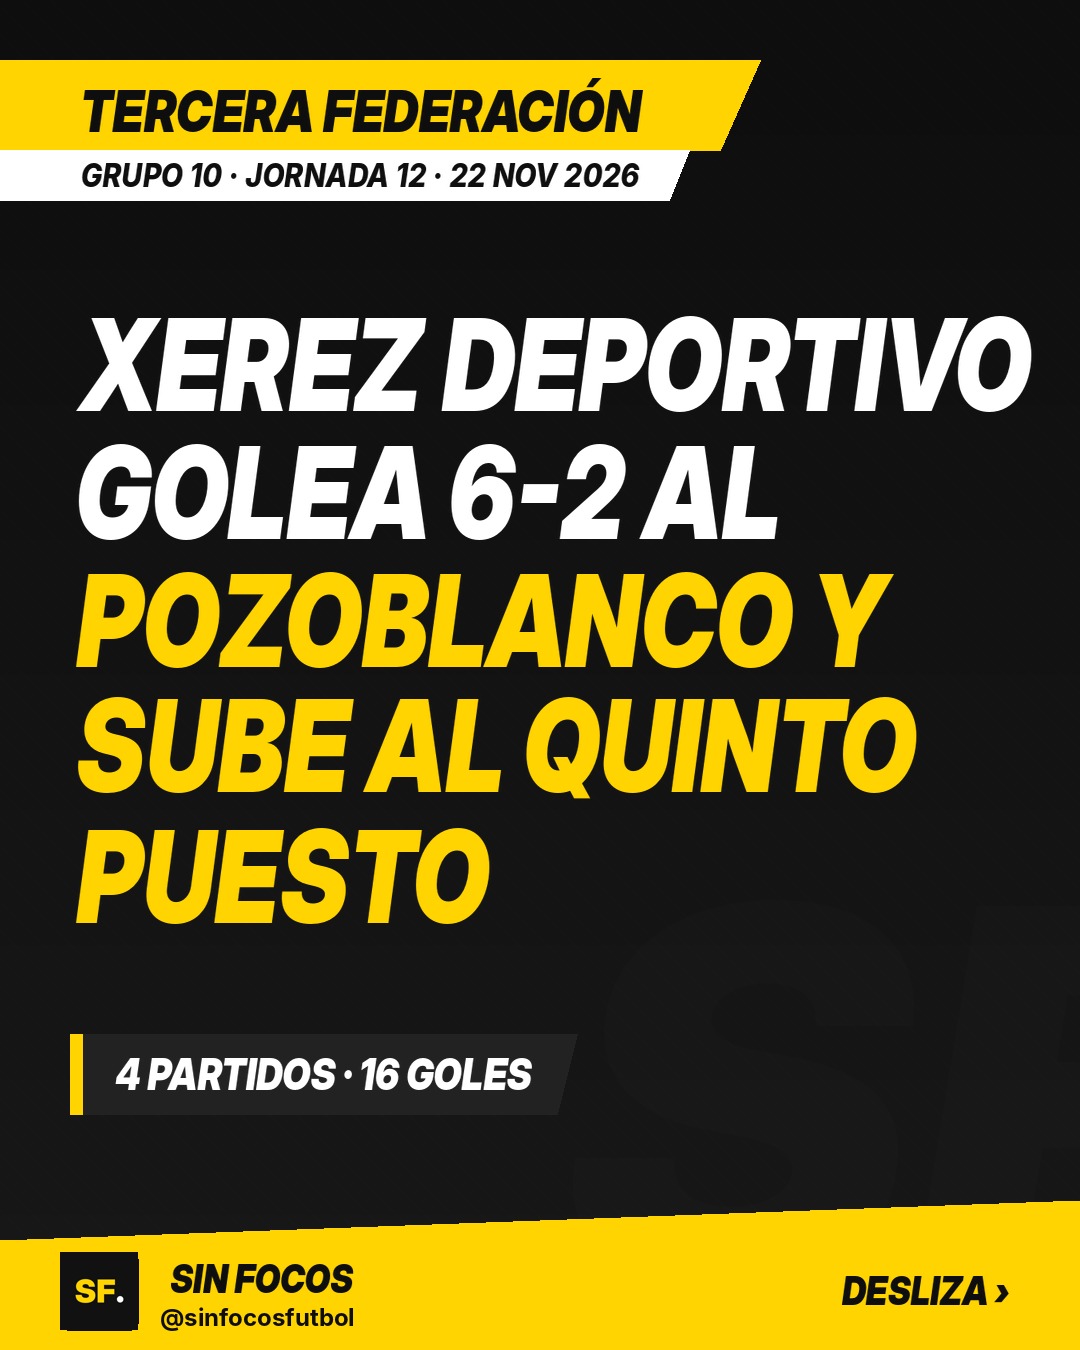 TERCERA FEDERACIÓN
GRUPO 10 · JORNADA 12 · 22 NOV 2026
XEREZ DEPORTIVO
GOLEA 6-2 AL
POZOBLANCO Y
SUBE AL QUINTO
PUESTO
4 PARTIDOS · 16 GOLES
SF
SF.
SIN FOCOS
@sinfocosfutbol
DESLIZA ›